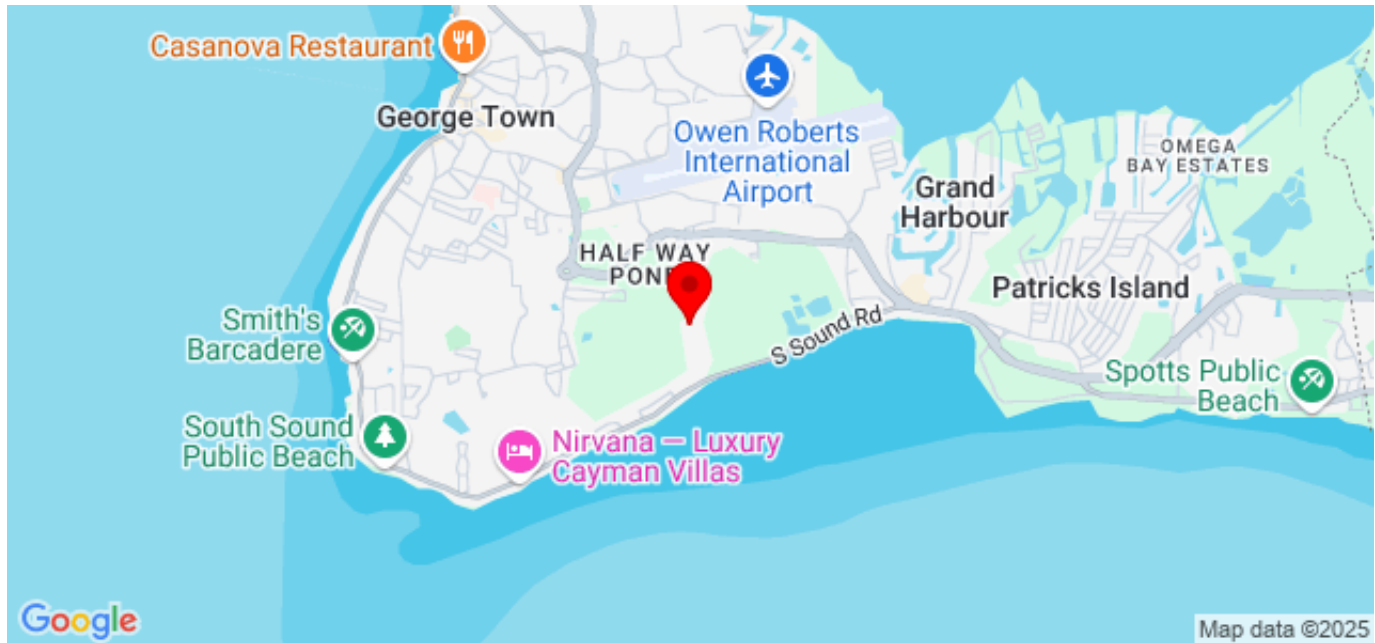 Casanova Restaurant
George Town
Owen Roberts
International
Airport
OMEGA
BAY ESTATES
Grand
Harbour
HALF WAY
POND
Patricks Island
Smith's
Barcadere
S Sound Rd
Spotts Public
Beach
South Sound
Public Beach
Nirvana — Luxury
Cayman Villas
Google
Map data ©2025